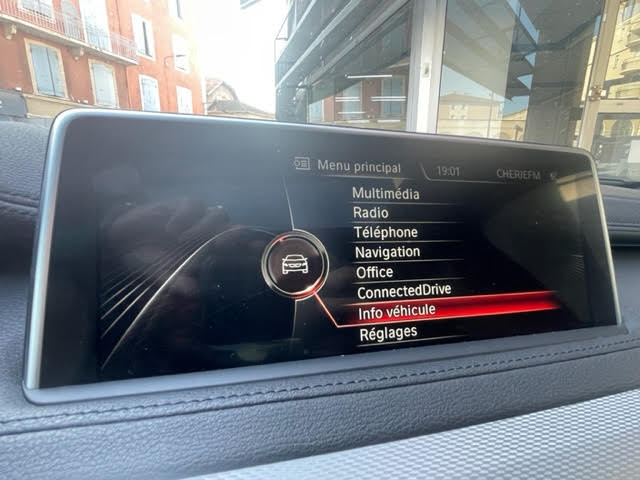 Menu principal 19:01 CHERIEFM
Multimédia
Radio
Téléphone
Navigation
Office
ConnectedDrive
Info véhicule
Réglages